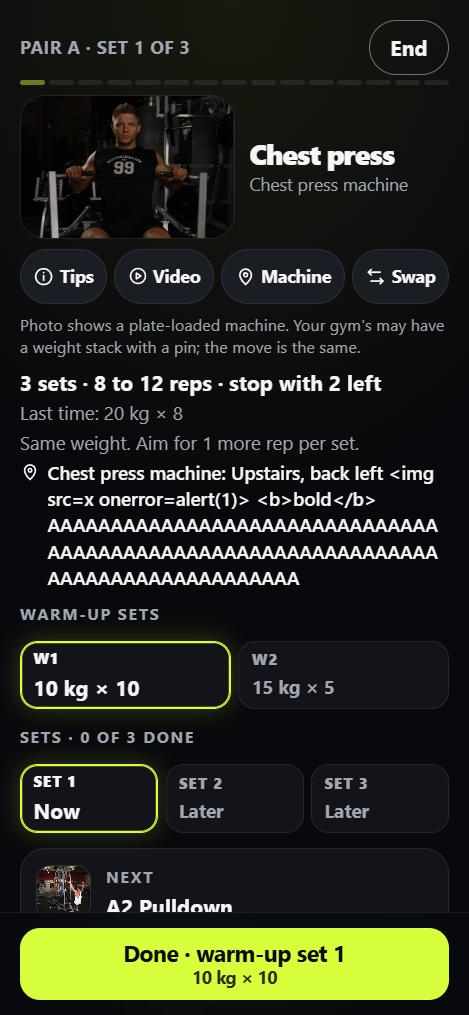 PAIR A · SET 1 OF 3
End
99
Chest press
Chest press machine
Tips
Video
Machine
Swap
Photo shows a plate-loaded machine. Your gym's may have
a weight stack with a pin; the move is the same.
3 sets · 8 to 12 reps · stop with 2 left
Last time: 20 kg × 8
Same weight. Aim for 1 more rep per set.
Chest press machine: Upstairs, back left <img
src=x onerror=alert(1)> <b>bold</b>
AAAAAAAAAAAAAAAAAAAAAAAAAAAAAAA
AAAAAAAAAAAAAAAAAAAAAAAAAAAAAAA
AAAAAAAAAAAAAAAAAAAA
WARM-UP SETS
W1
10 kg × 10
W2
15 kg × 5
SETS · 0 OF 3 DONE
SET 1
Now
SET 2
Later
SET 3
Later
NEXT
A2 Pulldown
Done · warm-up set 1
10 kg × 10